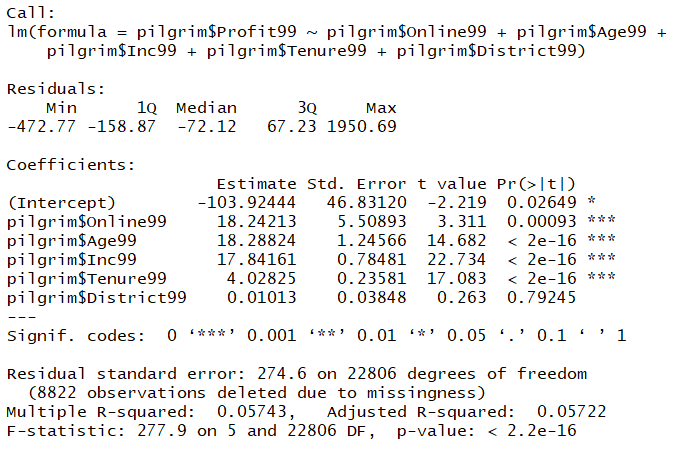 Call:
lm(formula = pilgrim$Profit99 ~ pilgrim$Online99 + pilgrim$Age99 +
    pilgrim$Inc99 + pilgrim$Tenure99 + pilgrim$District99)

Residuals:
    Min      1Q  Median      3Q     Max
-472.77 -158.87  -72.12   67.23 1950.69

Coefficients:
                     Estimate Std. Error t value Pr(>|t|)
(Intercept)        -103.92444   46.83120  -2.219  0.02649 *
pilgrim$Online99     18.24213    5.50893   3.311  0.00093 ***
pilgrim$Age99        18.28824    1.24566  14.682  < 2e-16 ***
pilgrim$Inc99        17.84161    0.78481  22.734  < 2e-16 ***
pilgrim$Tenure99      4.02825    0.23581  17.083  < 2e-16 ***
pilgrim$District99    0.01013    0.03848   0.263  0.79245
---
Signif. codes:  0 ‘***’ 0.001 ‘**’ 0.01 ‘*’ 0.05 ‘.’ 0.1 ‘ ’ 1

Residual standard error: 274.6 on 22806 degrees of freedom
  (8822 observations deleted due to missingness)
Multiple R-squared:  0.05743,	Adjusted R-squared:  0.05722
F-statistic: 277.9 on 5 and 22806 DF,  p-value: < 2.2e-16